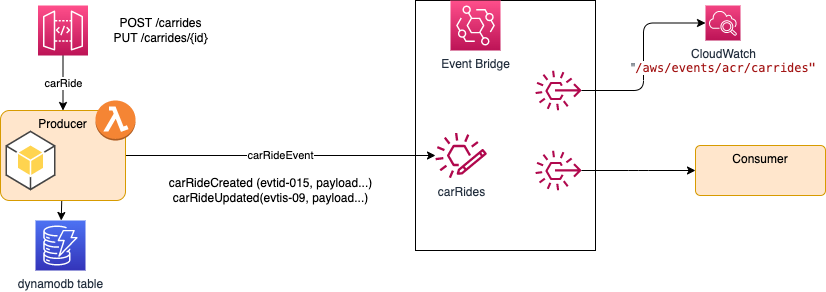 POST /carrides
PUT /carrides/{id}
carRide
Producer
carRideEvent
carRideCreated (evtid-015, payload...)
carRideUpdated(evtis-09, payload...)
dynamodb table
Event Bridge
carRides
CloudWatch
"/aws/events/acr/carrides"
Consumer